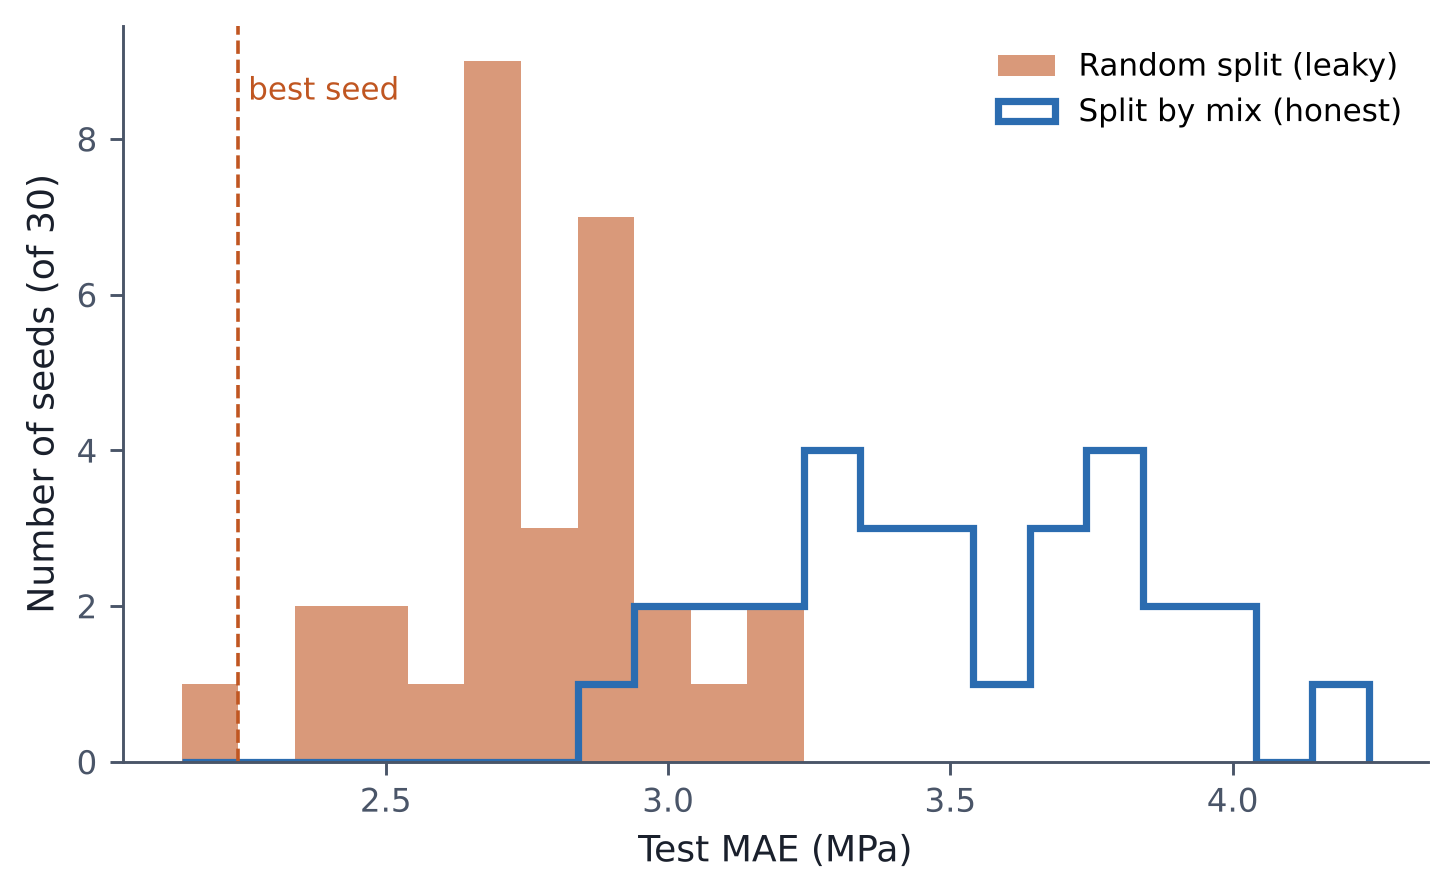 best seed
Random split (leaky)
Split by mix (honest)
Number of seeds (of 30)
8
6
4
2
0
2.5 3.0 3.5 4.0
Test MAE (MPa)